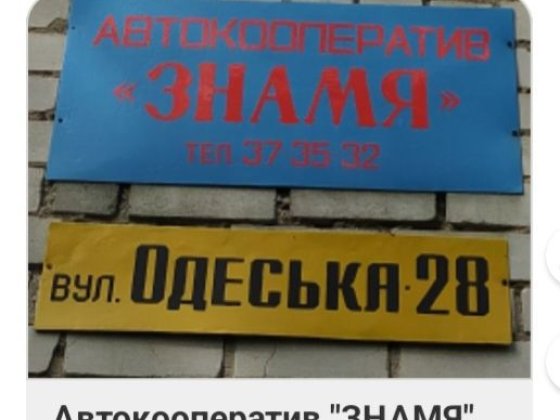 АВТОКООПЕРАТИВ
«ЗНАМЯ»
ТЕЛ 37 35 32
ВУЛ. ОДЕСЬКА·28
Автокооператив "ЗНАМЯ"